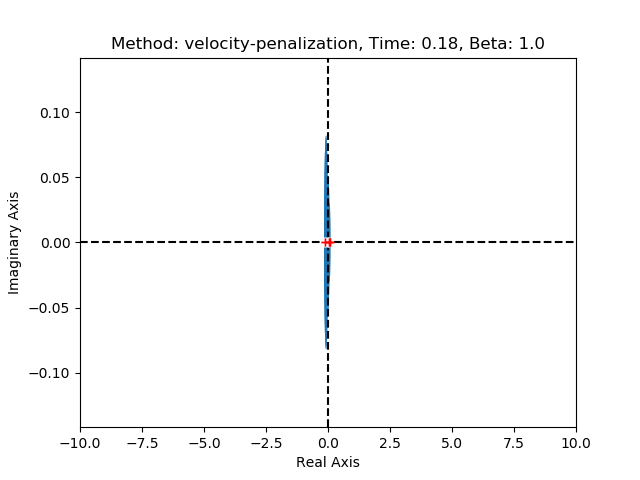 Method: velocity-penalization, Time: 0.18, Beta: 1.0
0.10
0.05
0.00
−0.05
−0.10
Imaginary Axis
−10.0 −7.5 −5.0 −2.5 0.0 2.5 5.0 7.5 10.0
Real Axis